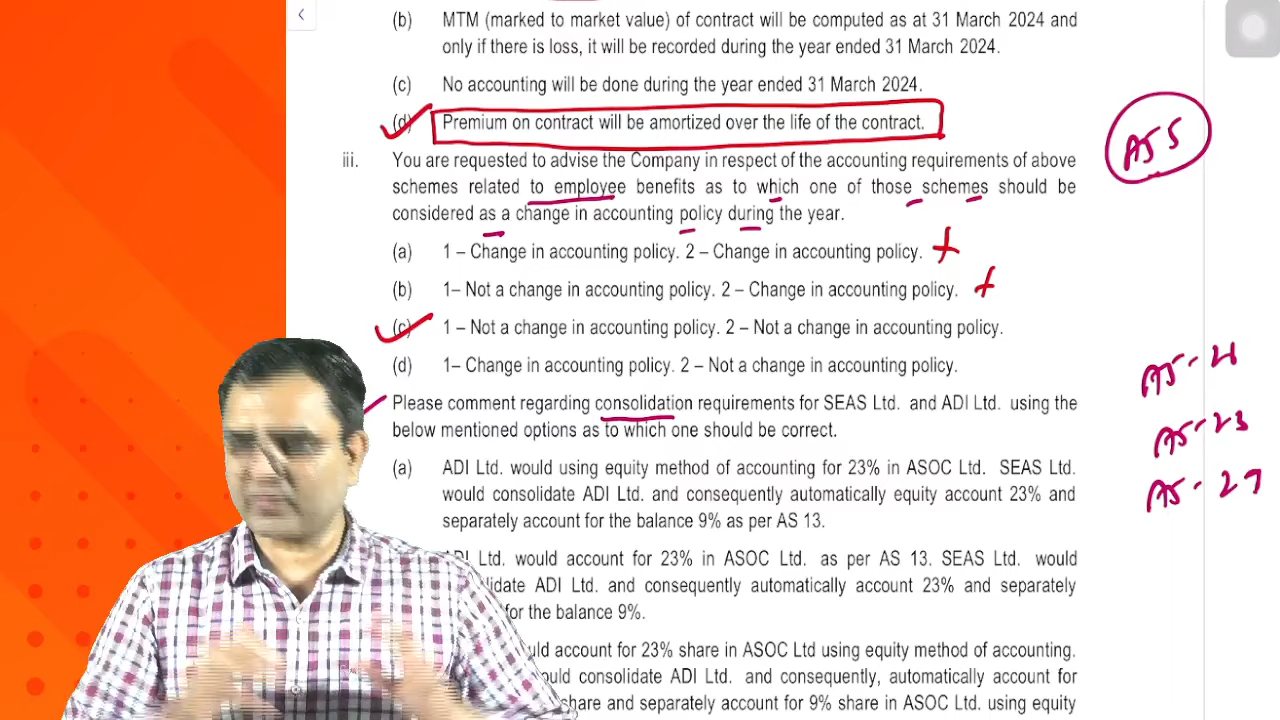 (b) MTM (marked to market value) of contract will be computed as at 31 March 2024 and
only if there is loss, it will be recorded during the year ended 31 March 2024.
(c) No accounting will be done during the year ended 31 March 2024.
(d) Premium on contract will be amortized over the life of the contract.
AS 5
iii. You are requested to advise the Company in respect of the accounting requirements of above
schemes related to employee benefits as to which one of those schemes should be
considered as a change in accounting policy during the year.
(a) 1 – Change in accounting policy. 2 – Change in accounting policy.
(b) 1– Not a change in accounting policy. 2 – Change in accounting policy.
(c) 1 – Not a change in accounting policy. 2 – Not a change in accounting policy.
(d) 1– Change in accounting policy. 2 – Not a change in accounting policy.
AS - 21
AS - 23
AS - 27
Please comment regarding consolidation requirements for SEAS Ltd. and ADI Ltd. using the
below mentioned options as to which one should be correct.
(a) ADI Ltd. would using equity method of accounting for 23% in ASOC Ltd. SEAS Ltd.
would consolidate ADI Ltd. and consequently automatically equity account 23% and
separately account for the balance 9% as per AS 13.
Ltd. would account for 23% in ASOC Ltd. as per AS 13. SEAS Ltd. would
ADI Ltd. and consequently automatically account 23% and separately
for the balance 9%.
account for 23% share in ASOC Ltd using equity method of accounting.
consolidate ADI Ltd. and consequently, automatically account for
share and separately account for 9% share in ASOC Ltd. using equity